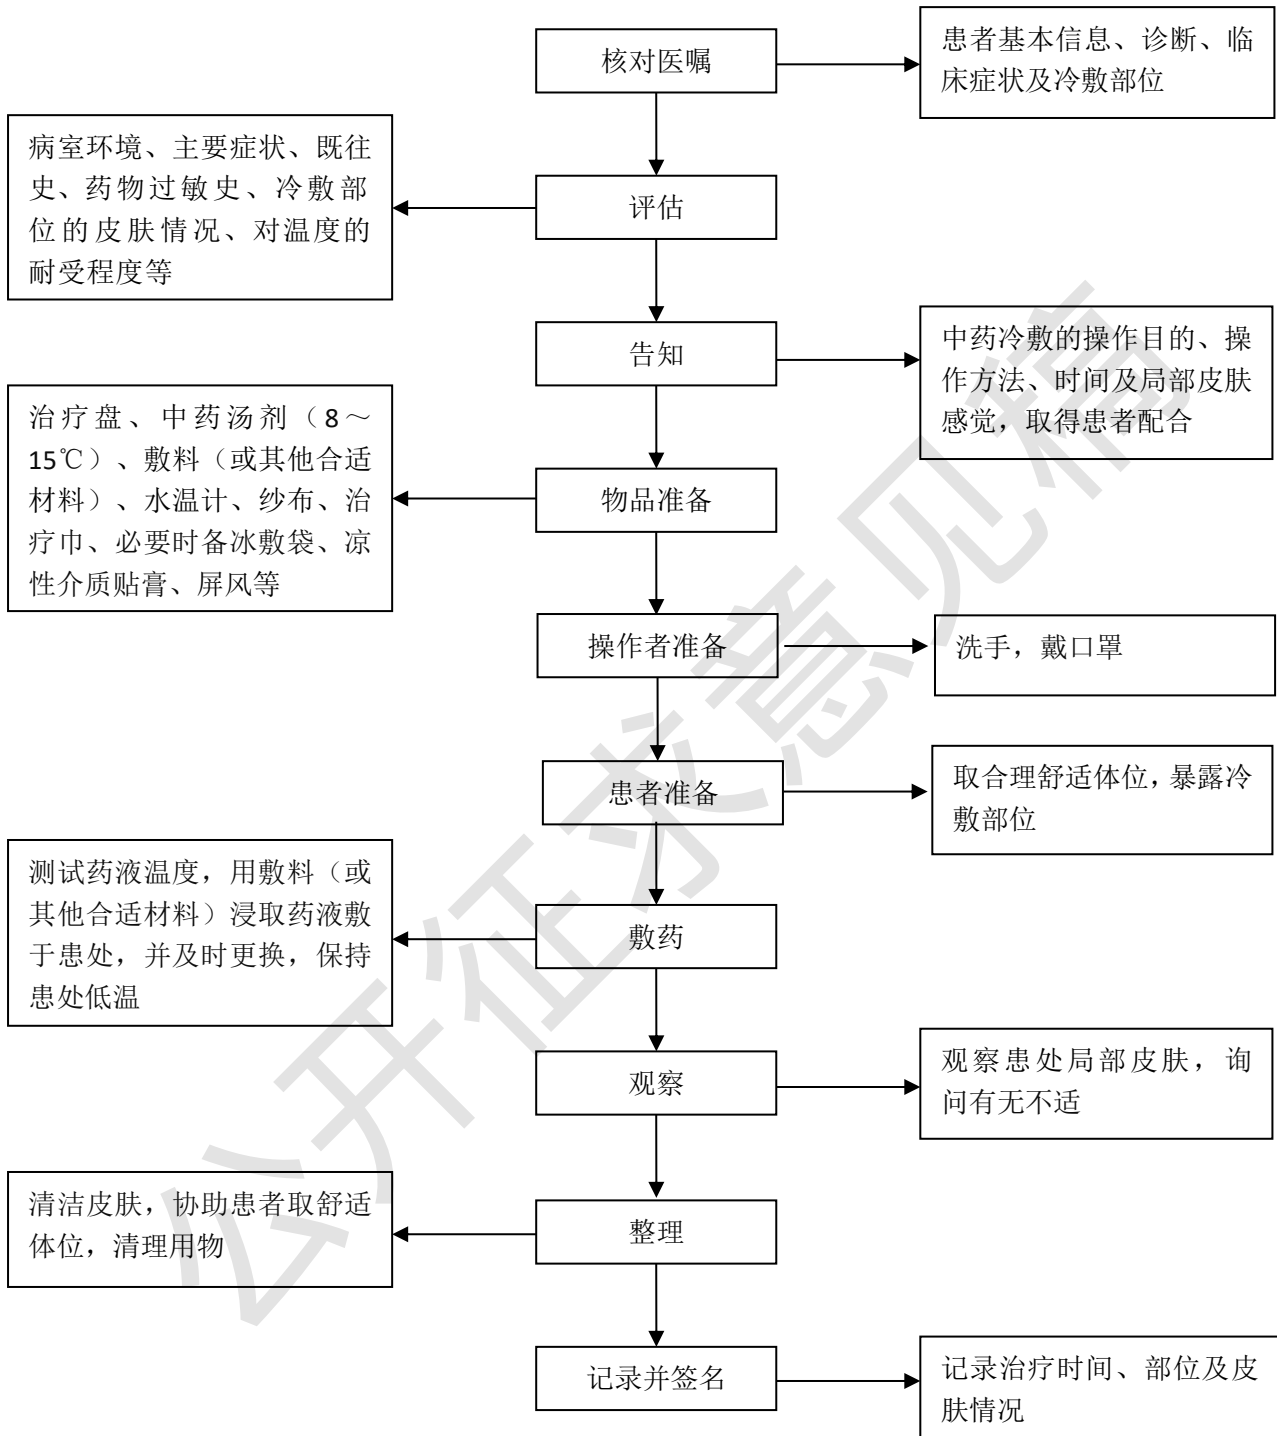 核对医嘱
患者基本信息、诊断、临
床症状及冷敷部位
病室环境、主要症状、既往
史、药物过敏史、冷敷部
位的皮肤情况、对温度的
耐受程度等
评估
告知
中药冷敷的操作目的、操
作方法、时间及局部皮肤
感觉，取得患者配合
治疗盘、中药汤剂（8～
15℃）、敷料（或其他合适
材料）、水温计、纱布、治
疗巾、必要时备冰敷袋、凉
性介质贴膏、屏风等
物品准备
操作者准备
洗手，戴口罩
患者准备
取合理舒适体位，暴露冷
敷部位
测试药液温度，用敷料（或
其他合适材料）浸取药液敷
于患处，并及时更换，保持
患处低温
敷药
观察
观察患处局部皮肤，询
问有无不适
清洁皮肤，协助患者取舒适
体位，清理用物
整理
记录并签名
记录治疗时间、部位及皮
肤情况
公开征求意见稿